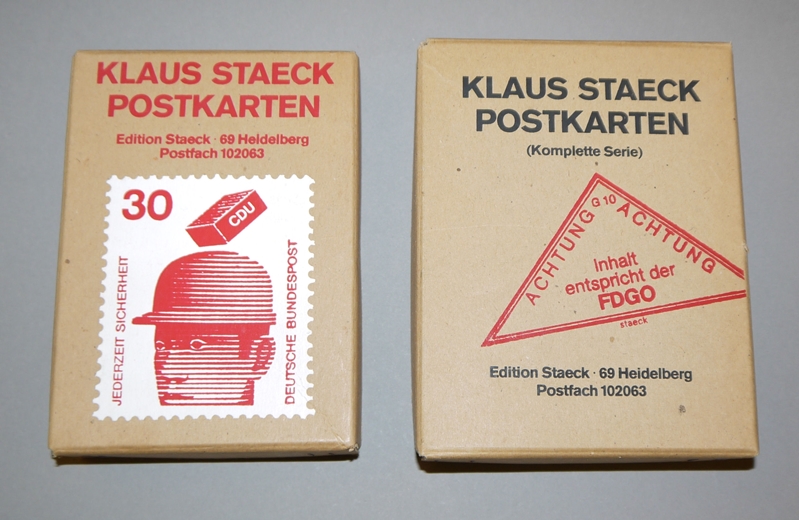 KLAUS STAECK
POSTKARTEN
Edition Staeck · 69 Heidelberg
Postfach 102063
30
CDU
JEDERZEIT SICHERHEIT
DEUTSCHE BUNDESPOST
KLAUS STAECK
POSTKARTEN
(Komplette Serie)
ACHTUNG G 10 ACHTUNG
Inhalt
entspricht der
FDGO
staeck
Edition Staeck · 69 Heidelberg
Postfach 102063